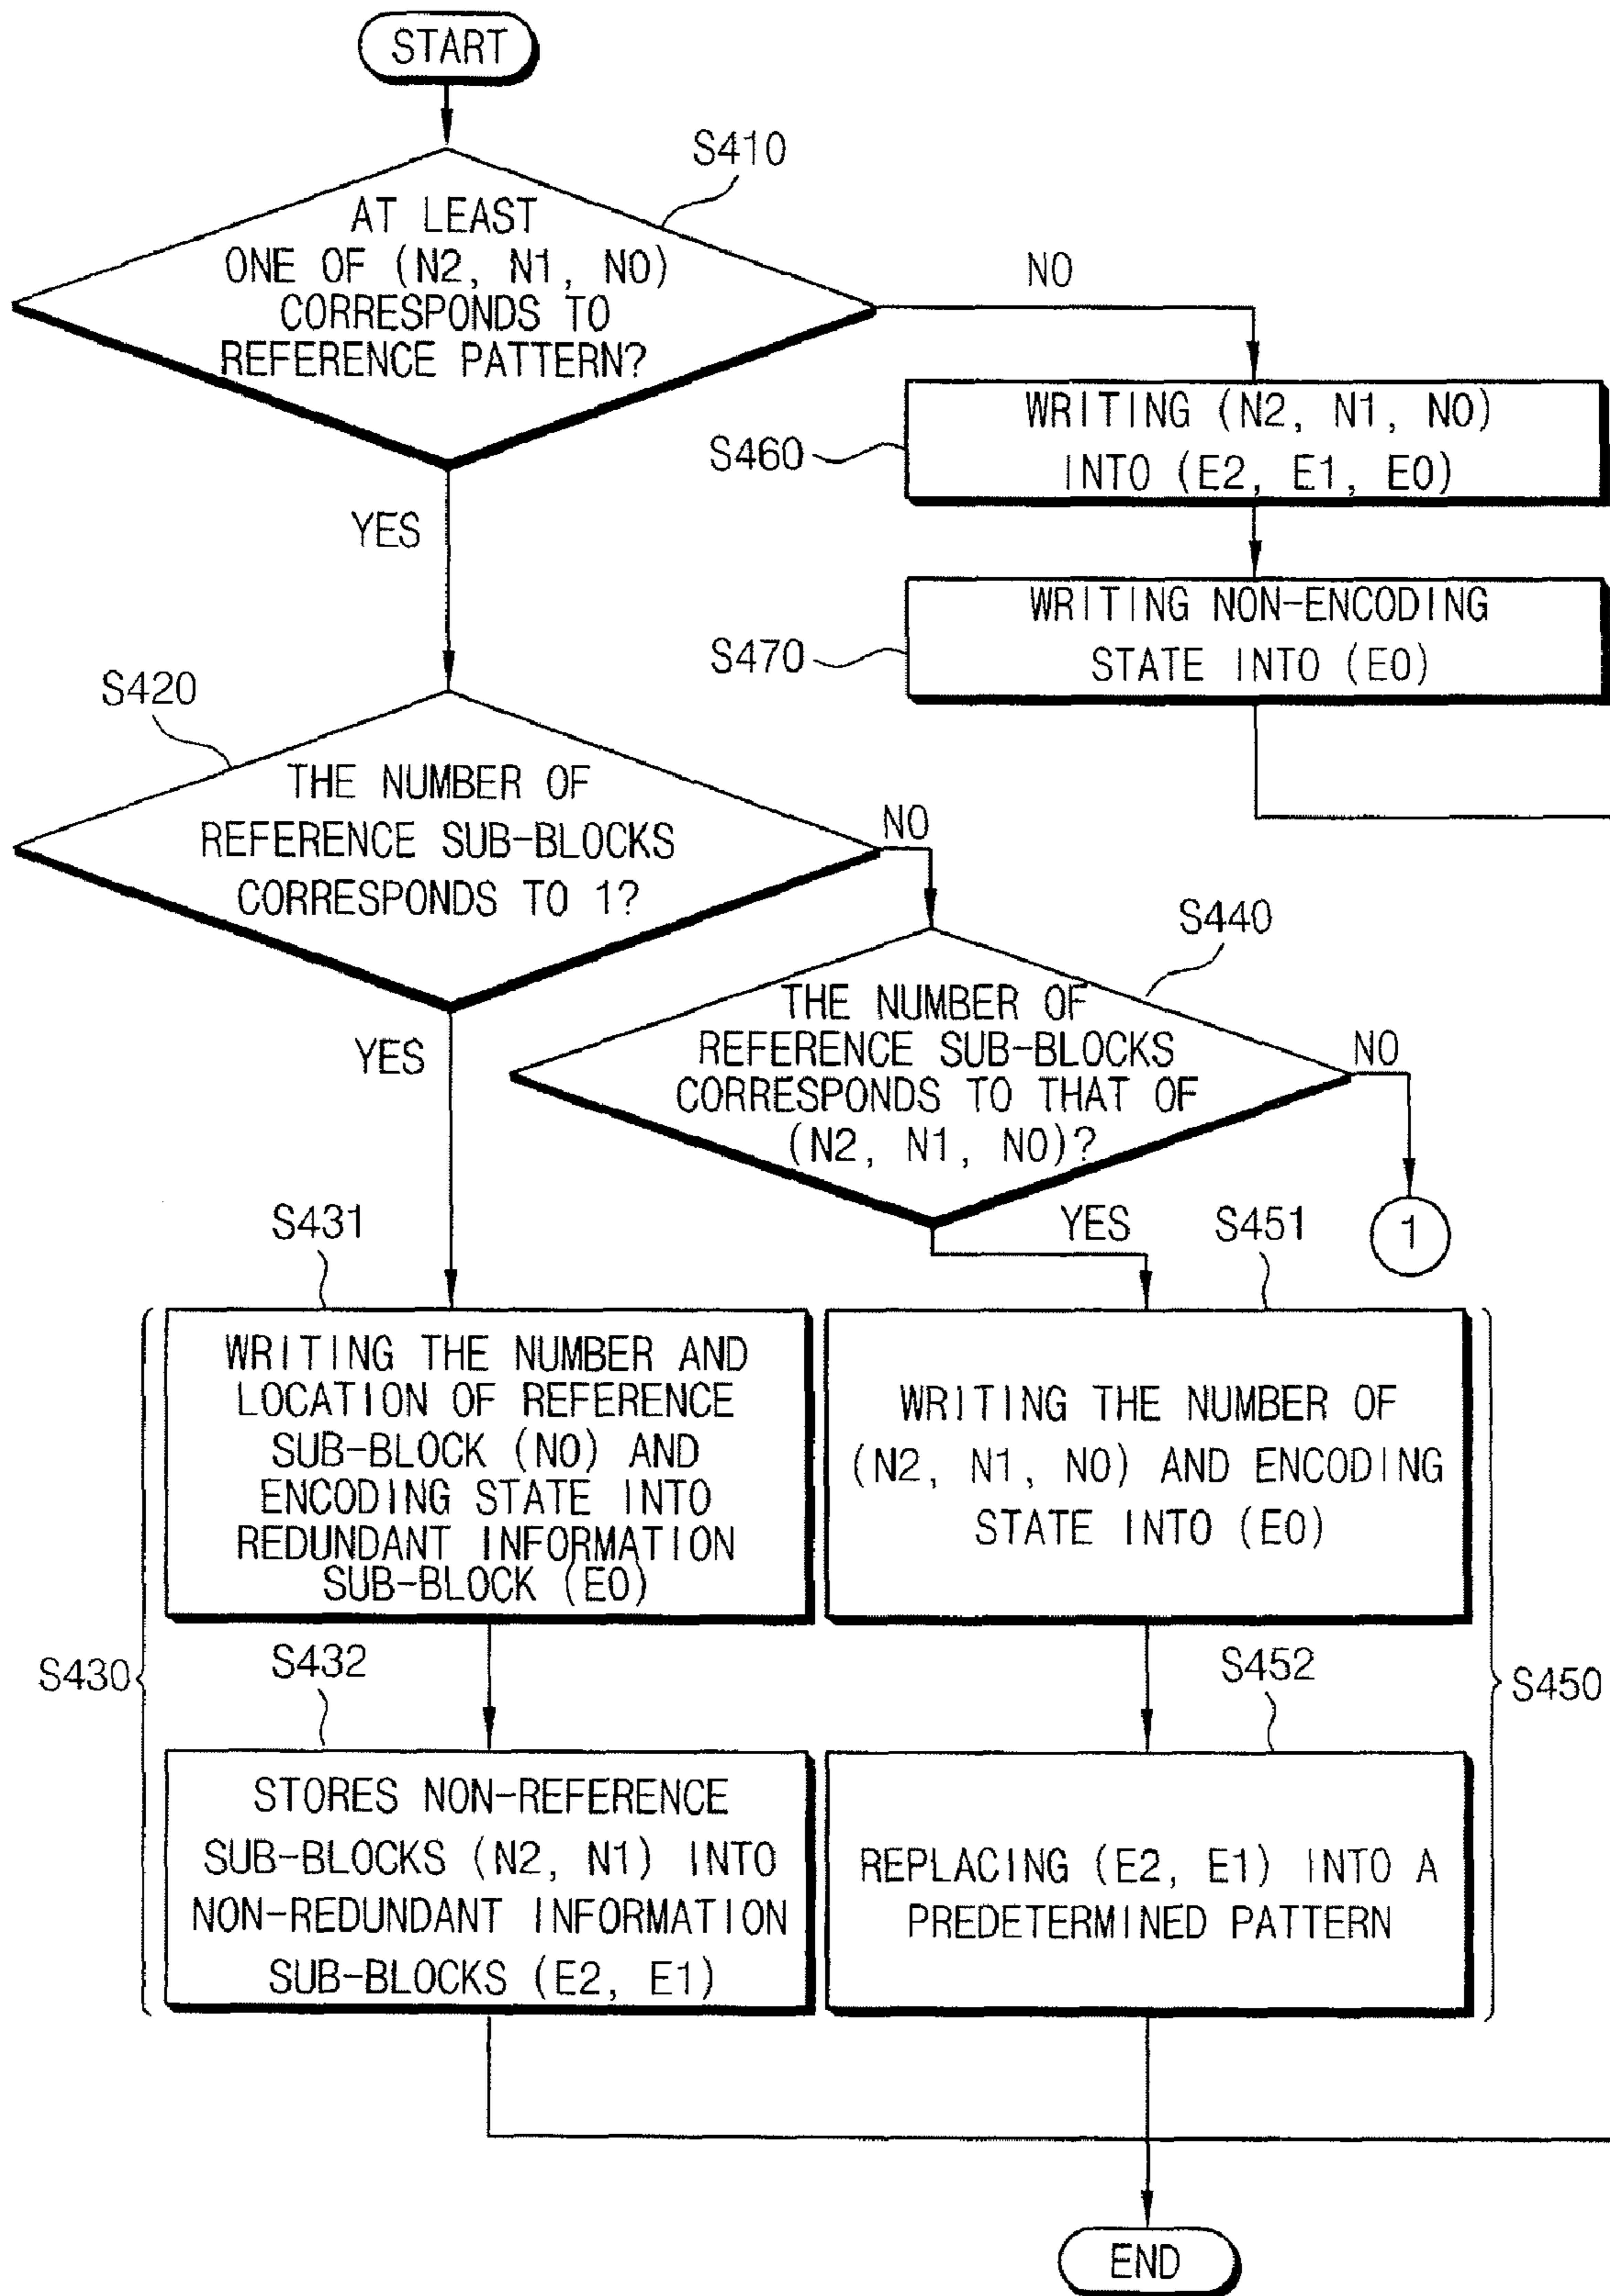 START
S410
AT LEAST
ONE OF (N2, N1, N0)
CORRESPONDS TO
REFERENCE PATTERN?
NO
YES
WRITING (N2, N1, N0)
INTO (E2, E1, E0)
S460
WRITING NON-ENCODING
STATE INTO (E0)
S470
S420
THE NUMBER OF
REFERENCE SUB-BLOCKS
CORRESPONDS TO 1?
NO
YES
S440
THE NUMBER OF
REFERENCE SUB-BLOCKS
CORRESPONDS TO THAT OF
(N2, N1, N0)?
NO
1
YES
S431
WRITING THE NUMBER AND
LOCATION OF REFERENCE
SUB-BLOCK (N0) AND
ENCODING STATE INTO
REDUNDANT INFORMATION
SUB-BLOCK (E0)
S451
WRITING THE NUMBER OF
(N2, N1, N0) AND ENCODING
STATE INTO (E0)
S430
S432
STORES NON-REFERENCE
SUB-BLOCKS (N2, N1) INTO
NON-REDUNDANT INFORMATION
SUB-BLOCKS (E2, E1)
S452
S450
REPLACING (E2, E1) INTO A
PREDETERMINED PATTERN
END